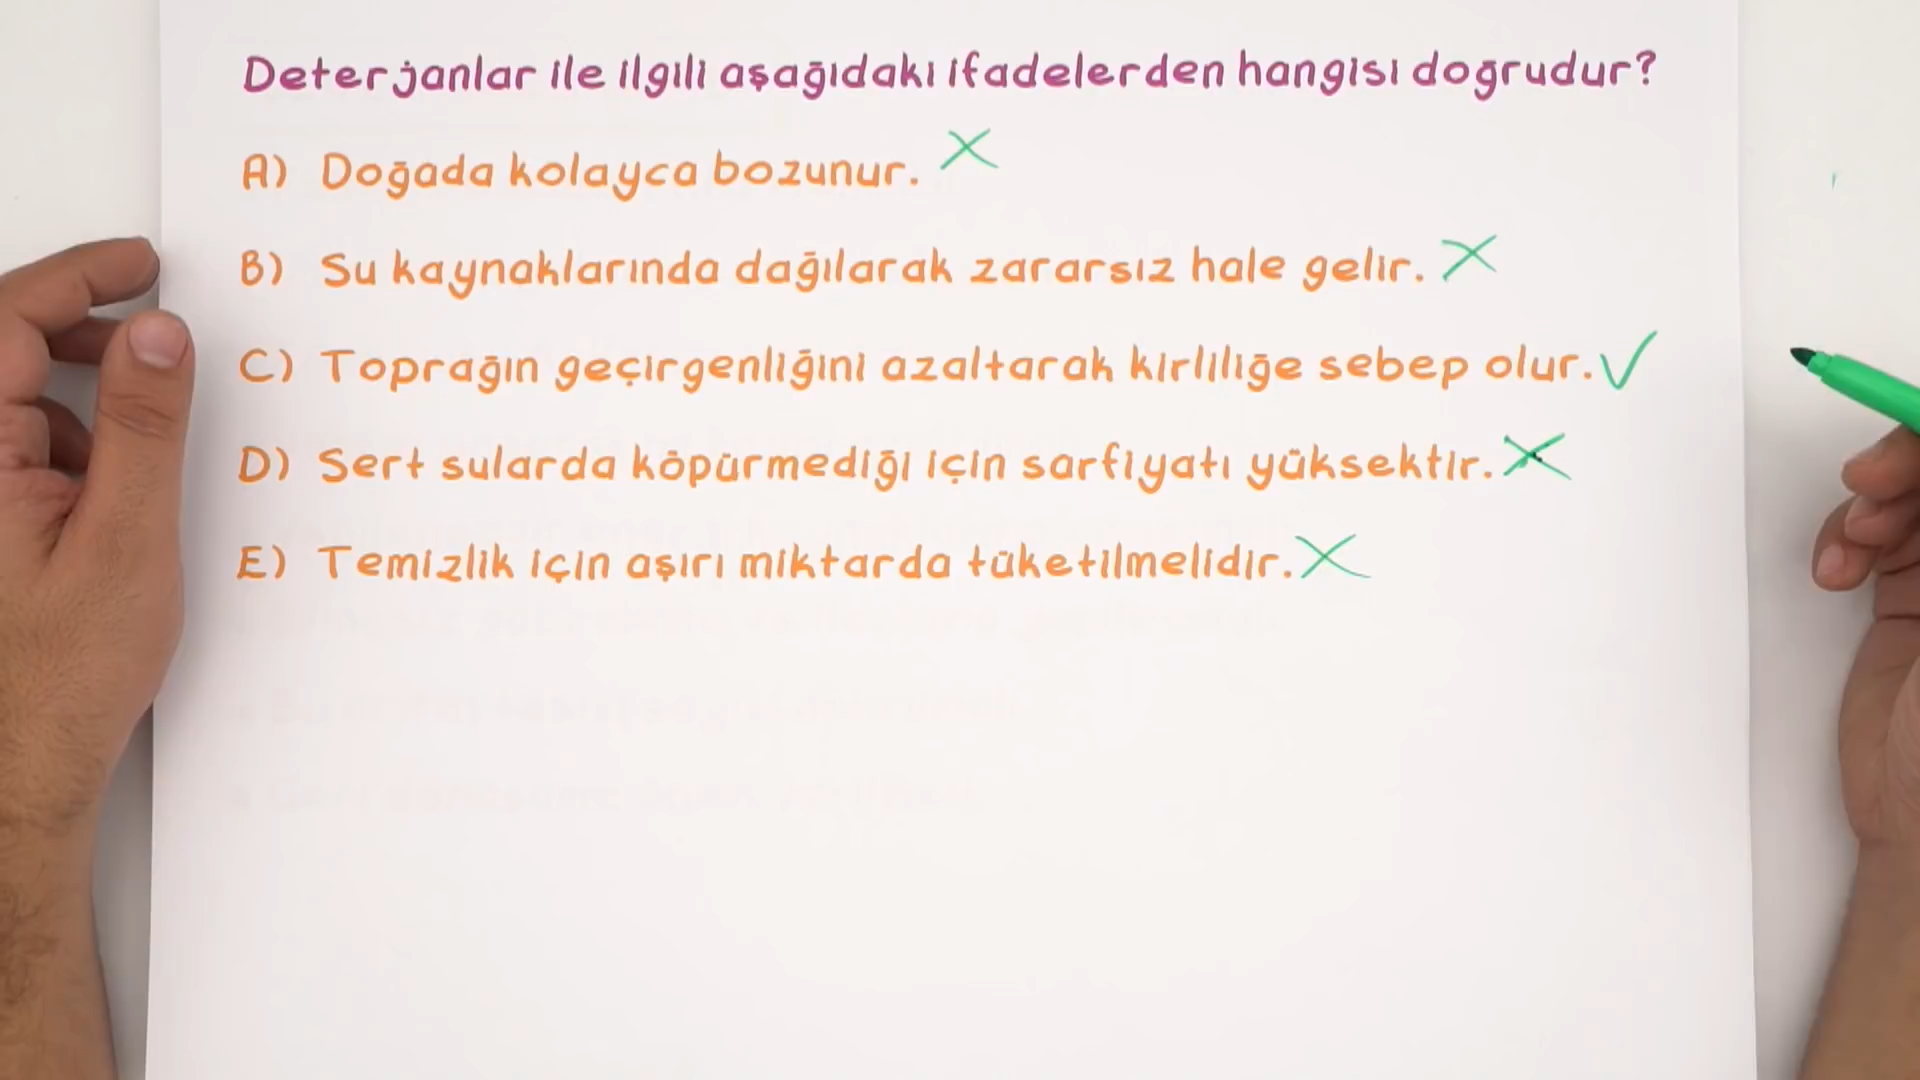 Deterjanlar ile ilgili aşağıdaki ifadelerden hangisi doğrudur?
A) Doğada kolayca bozunur.
B) Su kaynaklarında dağılarak zararsız hale gelir.
C) Toprağın geçirgenliğini azaltarak kirliliğe sebep olur.
D) Sert sularda köpürmediği için sarfiyatı yüksektir.
E) Temizlik için aşırı miktarda tüketilmelidir.